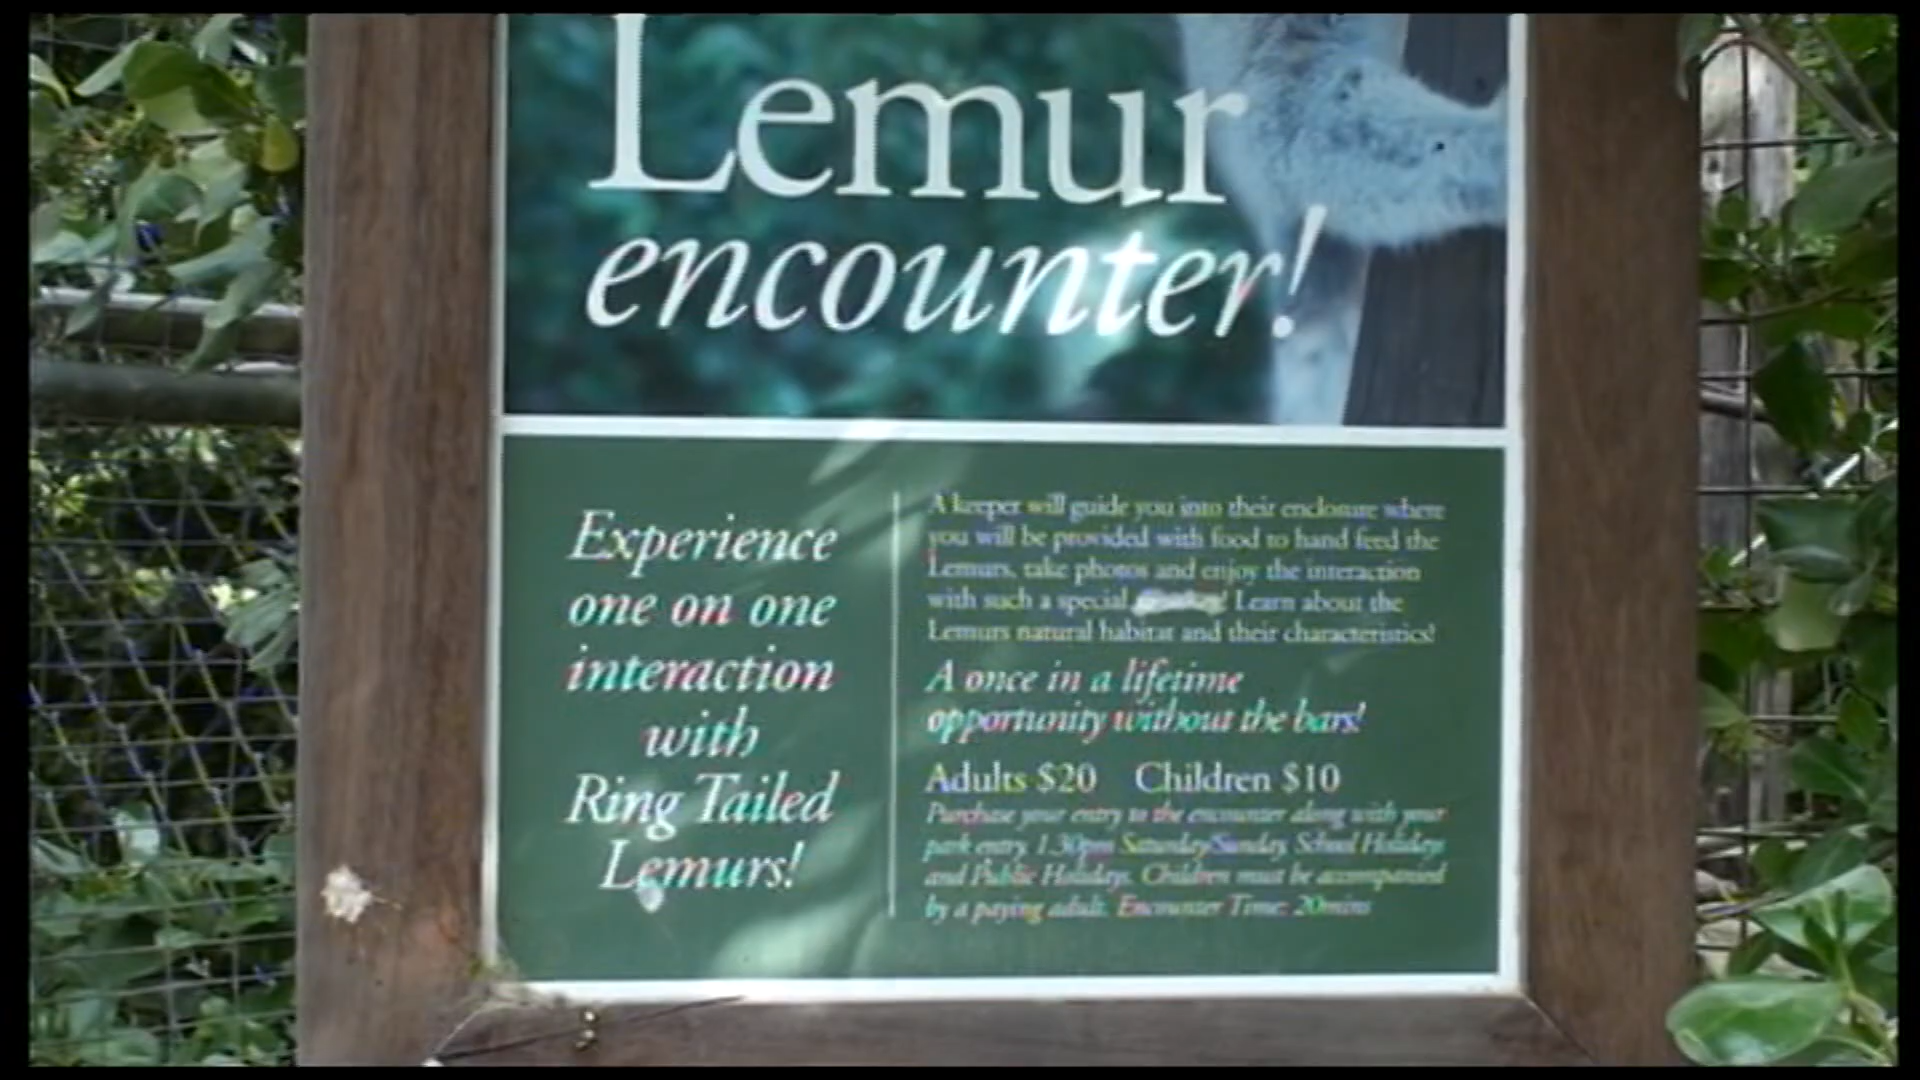 Lemur
encounter!
Experience
one on one
interaction
with
Ring Tailed
Lemurs!
A keeper will guide you into their enclosure where
you will be provided with food to hand feed the
Lemurs, take photos and enjoy the interaction
with such a special Learn about the
Lemurs natural habitat and their characteristics!
A once in a lifetime
opportunity without the bars!
Adults $20 Children $10
Purchase your entry to the encounter along with your
park entry. 1.30pm Saturday/Sunday, School Holidays
and Public Holidays. Children must be accompanied
by a paying adult. Encounter Time: 20mins